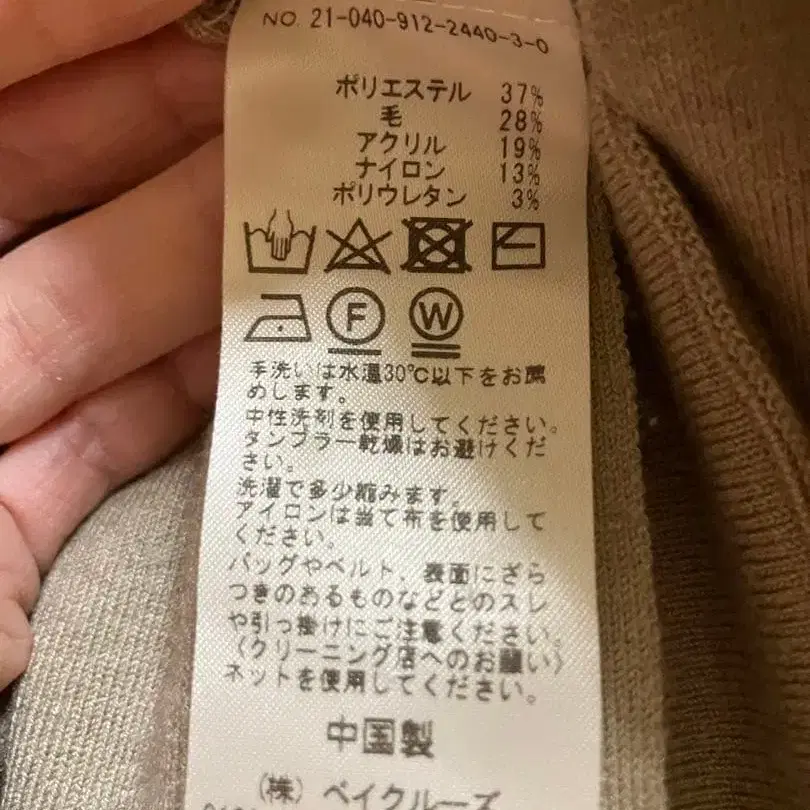 NO 21-040-912-2440-3-0
ポリエステル 37%
毛 28%
アクリル 19%
ナイロン 13%
ポリウレタン 3%
F W
手洗いは水温30℃以下をお薦
めします。
中性洗剤を使用してください。
タンブラー乾燥はお避けくだ
さい。
洗濯で多少縮みます。
アイロンは当て布を使用して
ください。
バッグやベルト、表面にざら
つきのあるものなどとのスレ
や引っ掛けにご注意ください。
〈クリーニング店へのお願い〉
ネットを使用してください。
中国製
(株) ベイクルーズ